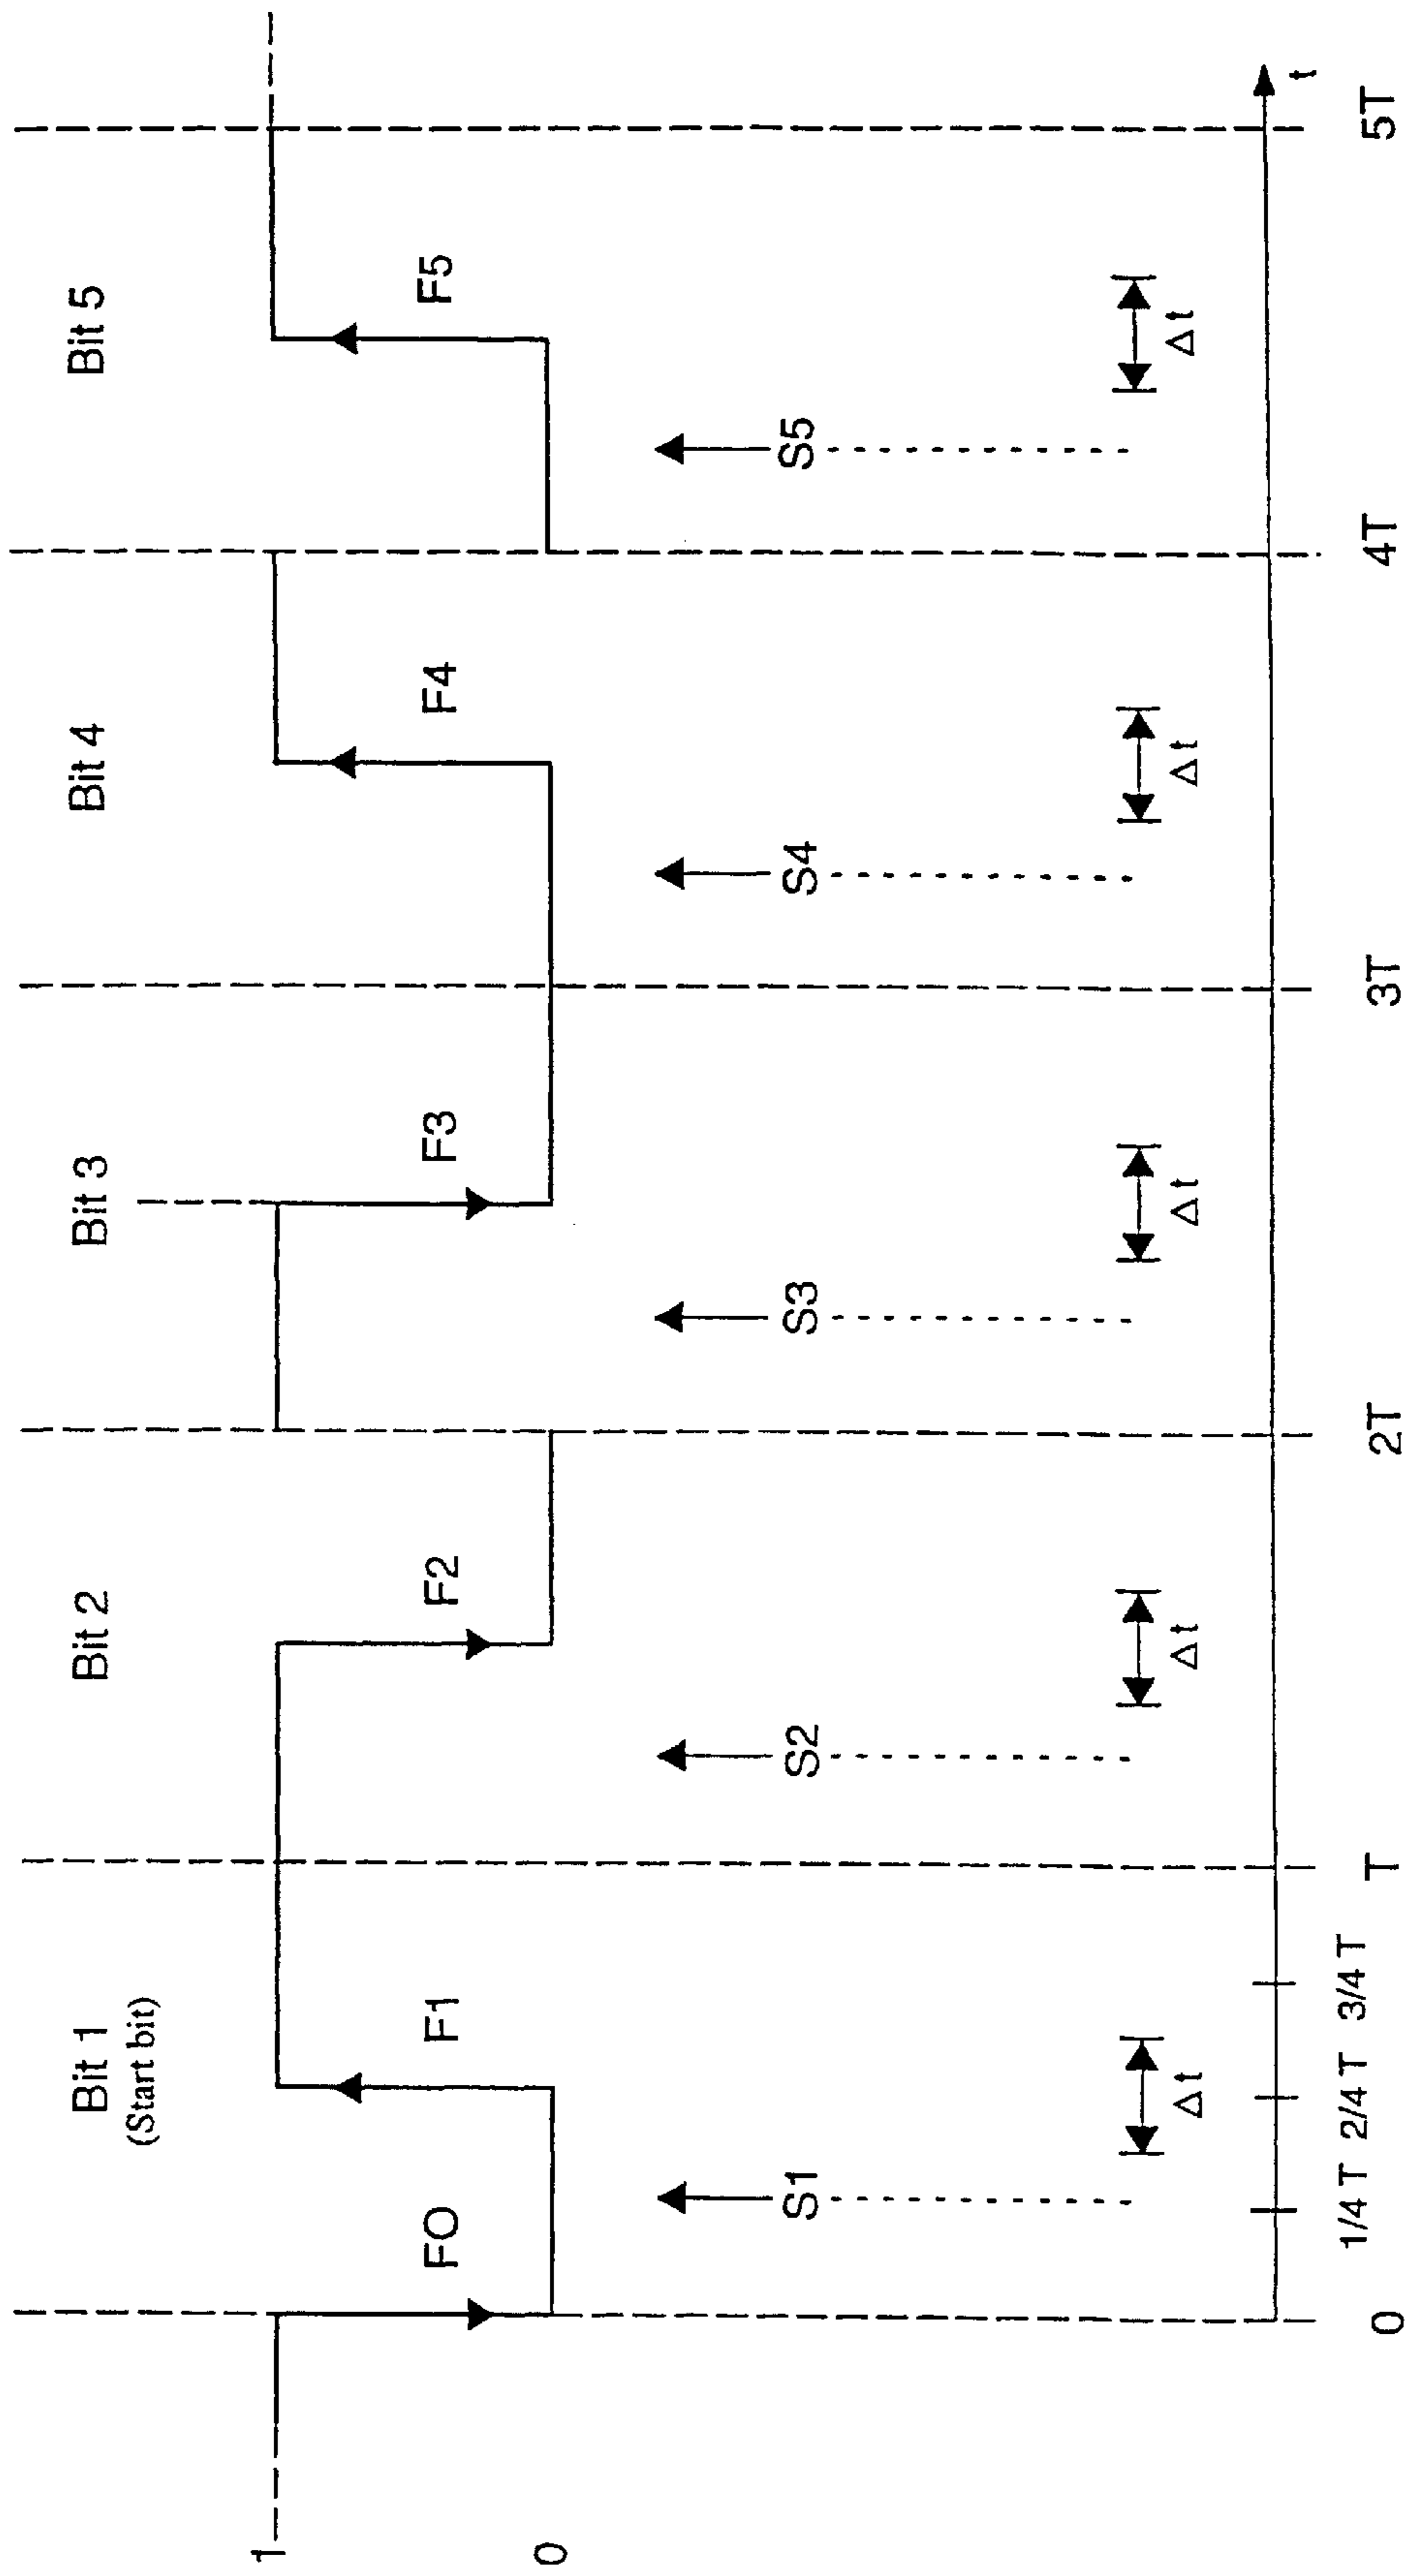 Bit 1
(Start bit)
Bit 2
Bit 3
Bit 4
Bit 5
1
FO
F1
F2
F3
F4
F5
0
S1
S2
S3
S4
S5
Δt
Δt
Δt
Δt
Δt
t
0
1/4 T
2/4 T
3/4 T
T
2T
3T
4T
5T